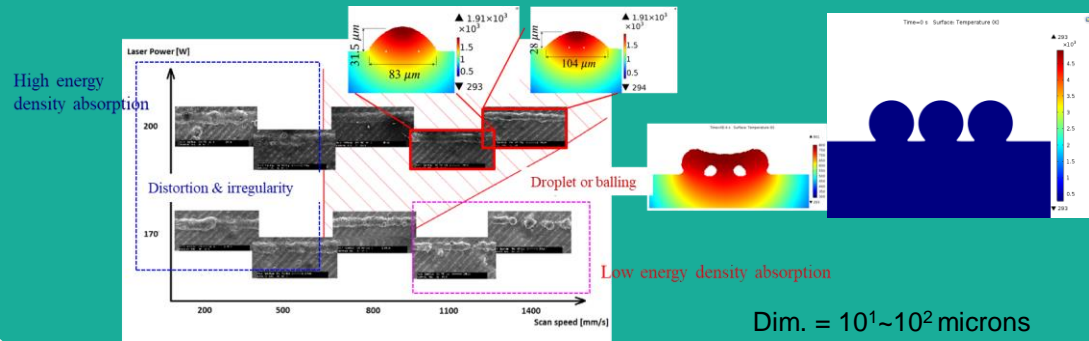 Laser Power [W]
High energy
density absorption
200
170
Distortion & irregularity
Droplet or balling
Low energy density absorption
200
500
800
1100
1400
Scan speed [mm/s]
31.5 μm
83 μm
▲ 1.91×10³
×10³
1.5
1
0.5
▼ 293
28 μm
104 μm
▲ 1.91×10³
×10³
1.5
1
0.5
▼ 294
Time=0 s Surface: Temperature (K)
▲ 293
×10³
4.5
4
3.5
3
2.5
2
1.5
1
0.5
▼ 293
Dim. = 10¹~10² microns